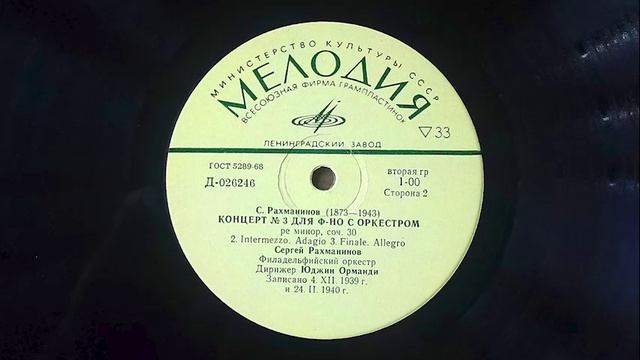 МИНИСТЕРСТВО КУЛЬТУРЫ СССР
МЕЛОДИЯ
ВСЕСОЮЗНАЯ ФИРМА ГРАМПЛАСТИНОК
▽33
ЛЕНИНГРАДСКИЙ ЗАВОД
ГОСТ 5289-68
вторая гр
Д-026246
1-00
Сторона 2
С. Рахманинов (1873—1943)
КОНЦЕРТ № 3 ДЛЯ Ф-НО С ОРКЕСТРОМ
ре минор, соч. 30
2. Intermezzo. Adagio 3. Finale. Allegro
Сергей Рахманинов
Филадельфийский оркестр
Дирижер Юджин Орманди
Записано 4. XII. 1939 г.
и 24. II. 1940 г.